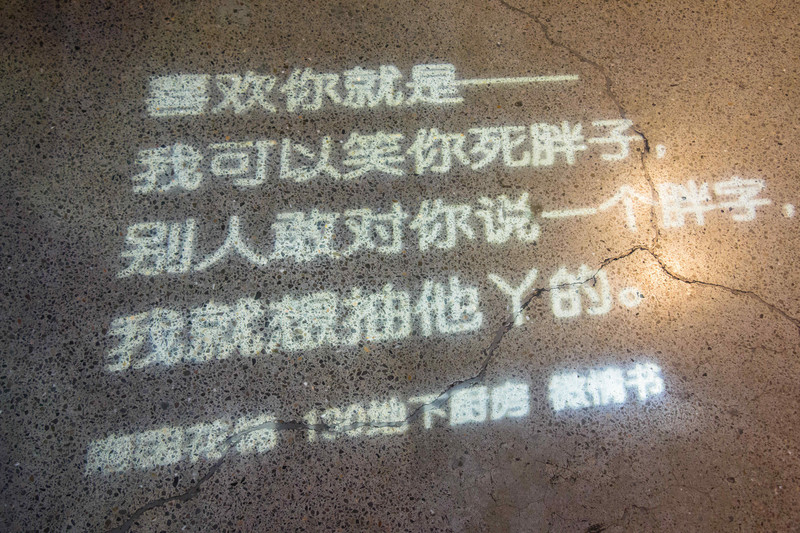 喜欢你就是——
我可以笑你死胖子，
别人敢对你说一个胖字，
我就想抽他丫的。
130地下厨房 微情书